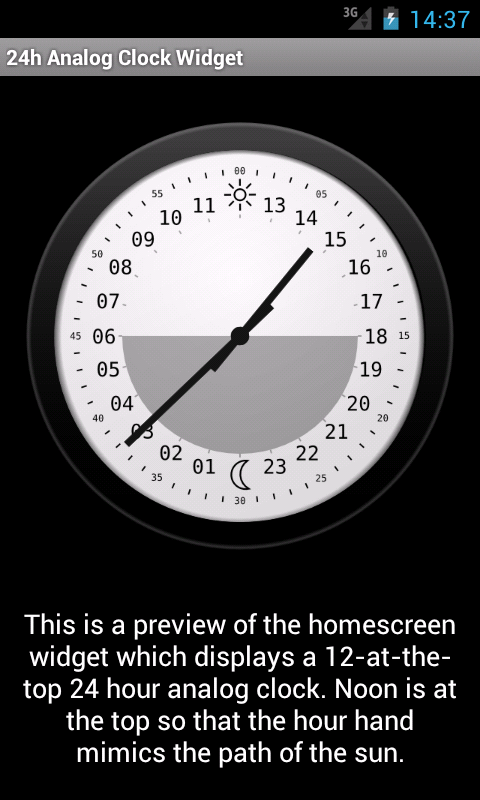 3G 14:37
24h Analog Clock Widget
00
55 05
11 13
10 14
09 15
50 10
08 16
07 17
45 06 18 15
05 19
04 20
40 20
03 21
02 22
01 23
35 25
30
This is a preview of the homescreen
widget which displays a 12-at-the-
top 24 hour analog clock. Noon is at
the top so that the hour hand
mimics the path of the sun.